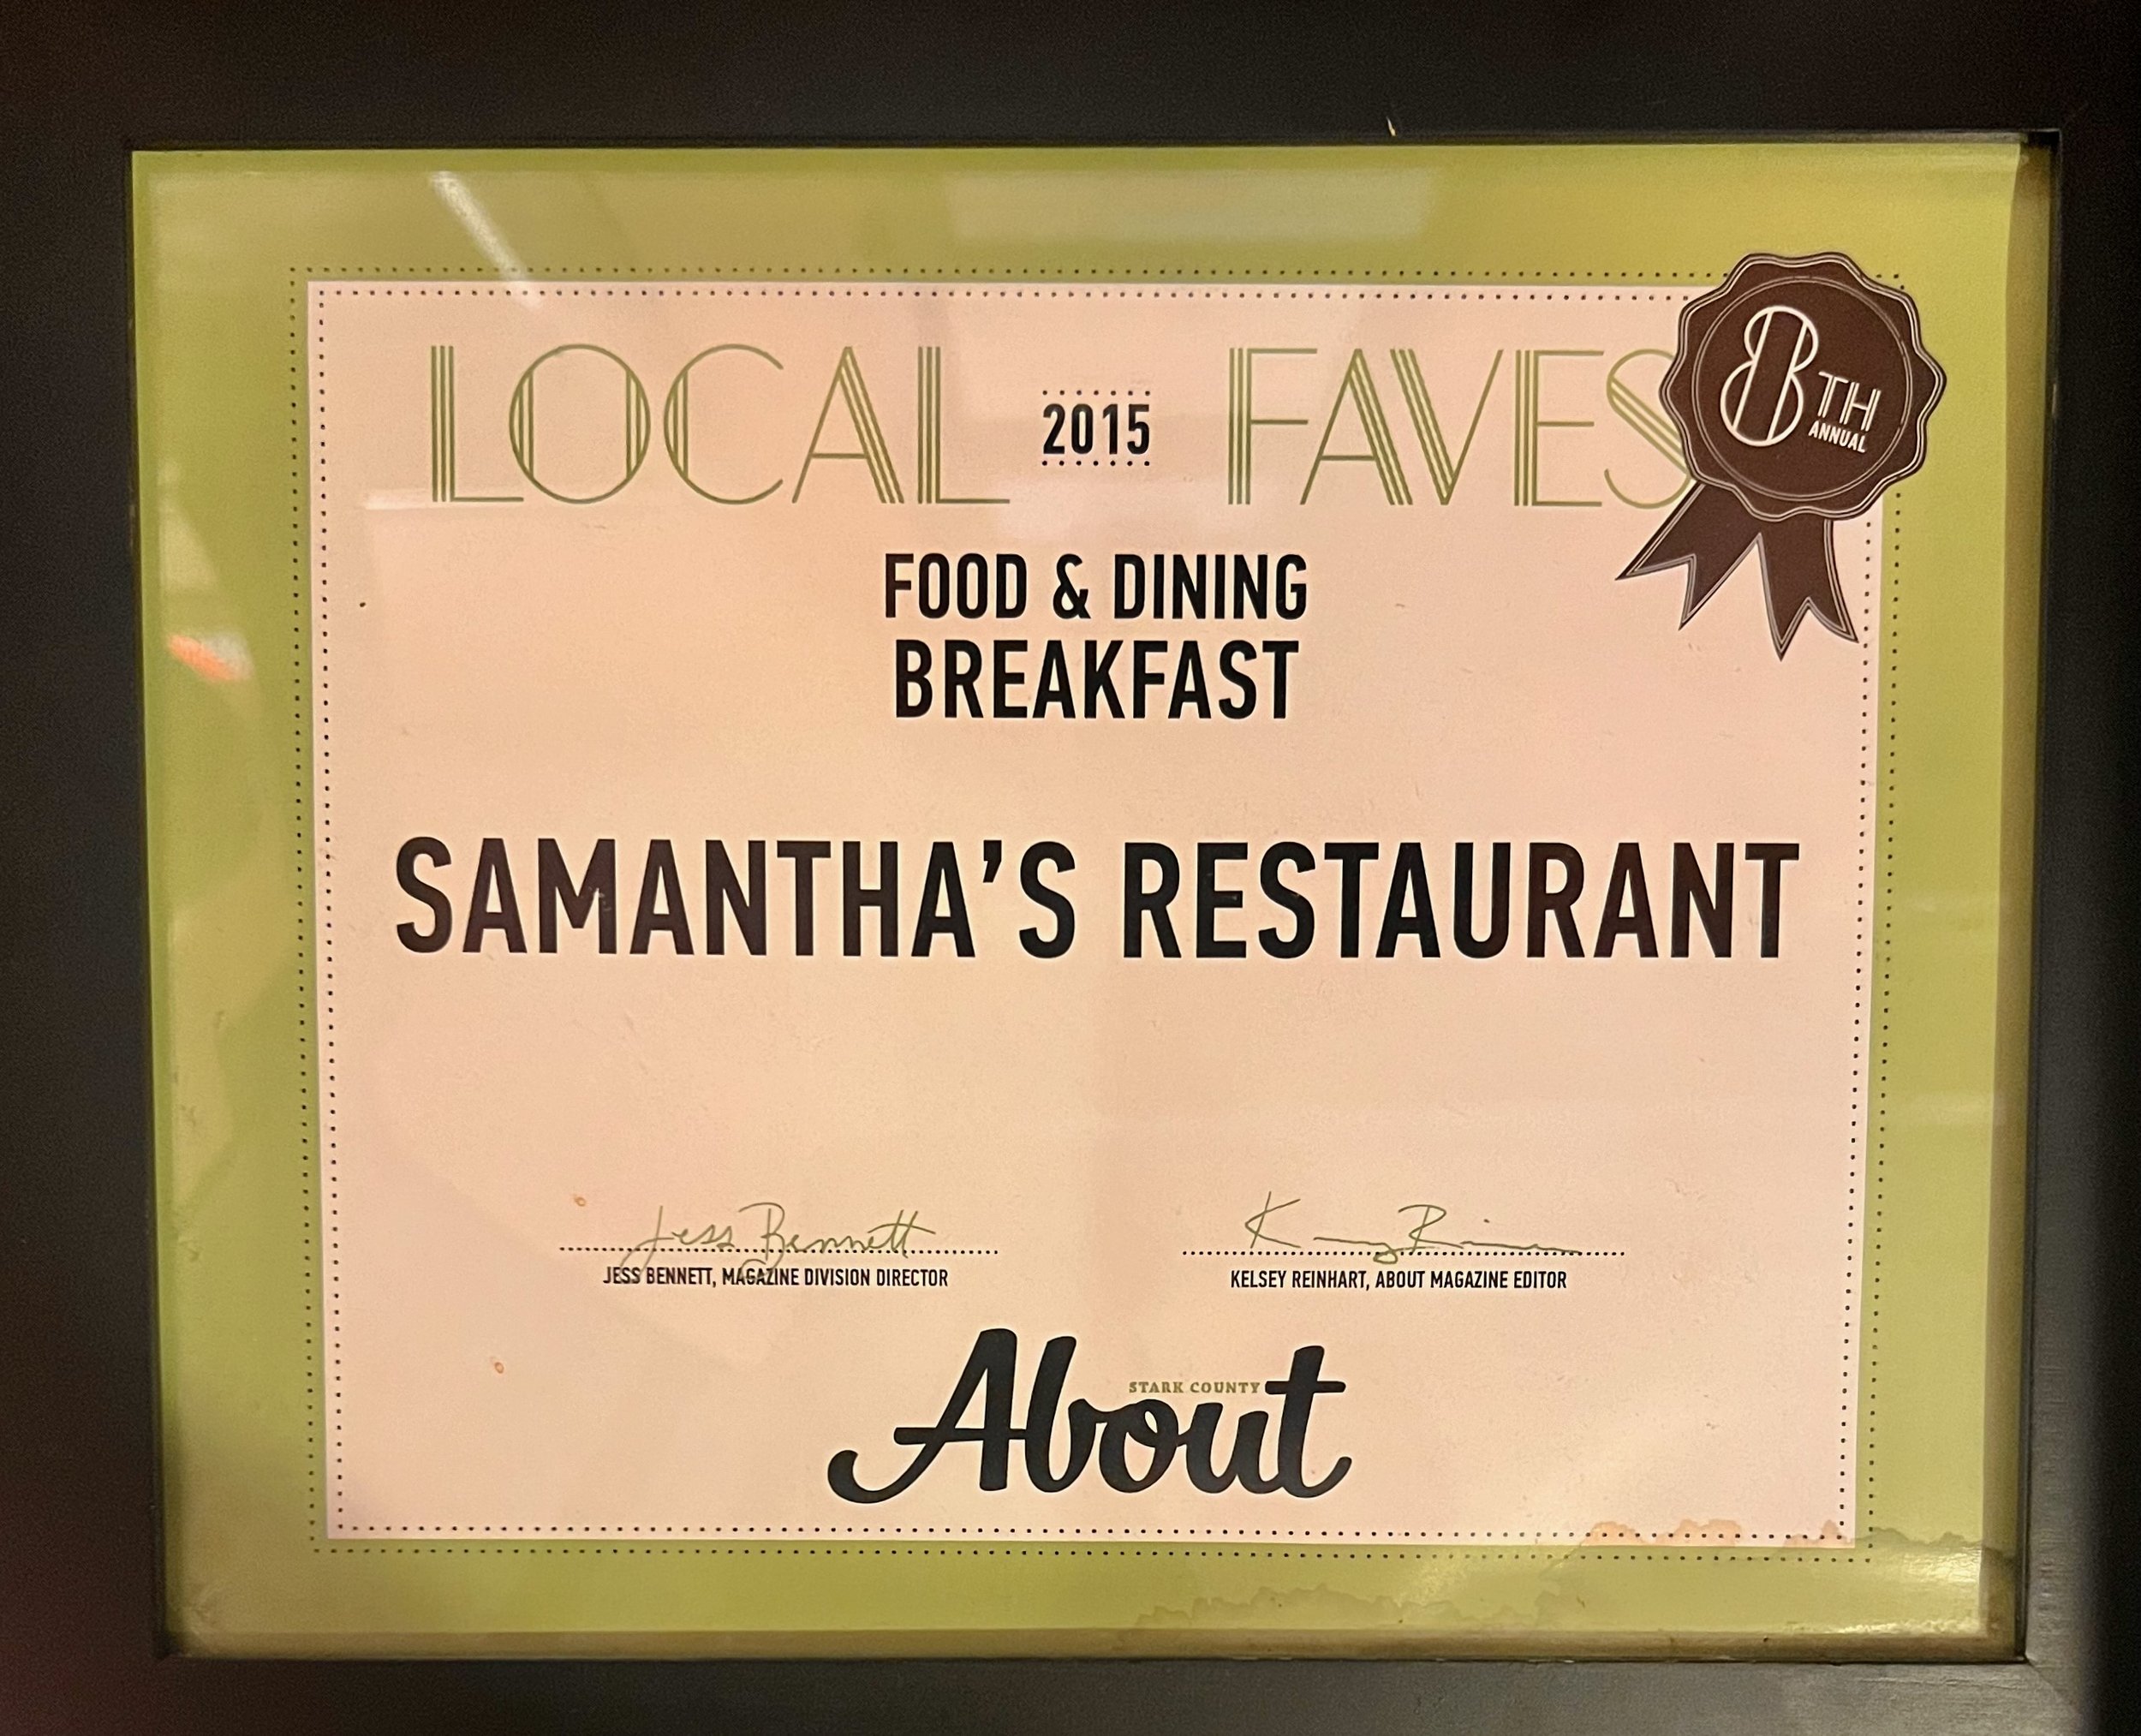 LOCAL 2015 FAVES
8TH
ANNUAL
FOOD & DINING
BREAKFAST
SAMANTHA'S RESTAURANT
Jess Bennett
JESS BENNETT, MAGAZINE DIVISION DIRECTOR
KELSEY REINHART, ABOUT MAGAZINE EDITOR
STARK COUNTY
About